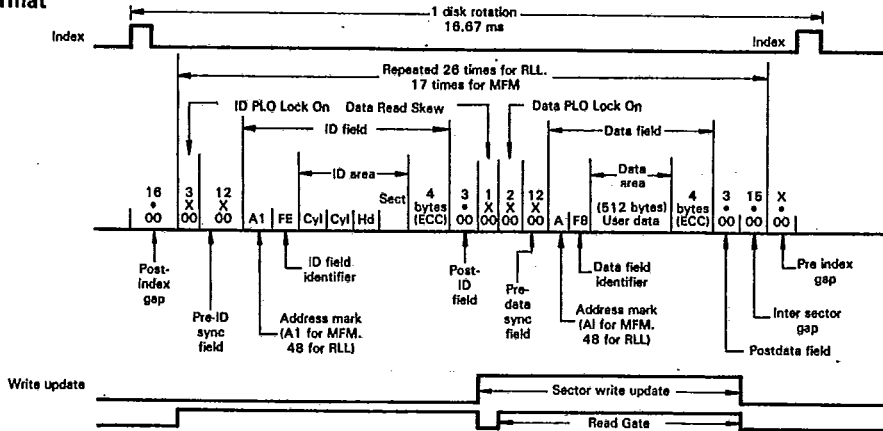 rmat
1 disk rotation
16.67 ms
Index
Index
Repeated 26 times for RLL.
17 times for MFM
ID PLO Lock On Data Read Skew Data PLO Lock On
ID field
Data field
ID area
Data
area
16
•
00
3
X
00
12
X
00
A1
FE
Cyl
Cyl
Hd
Sect
4
bytes
(ECC)
3
•
00
1
X
00
2
X
00
12
X
00
A
F8
(512 bytes)
User data
4
bytes
(ECC)
3
•
00
15
•
00
X
•
00
Post-
index
gap
Pre-ID
sync
field
ID field
identifier
Address mark
(A1 for MFM.
48 for RLL)
Post-
ID
field
Pre-
data
sync
field
Data field
identifier
Address mark
(AI for MFM.
48 for RLL)
Pre index
gap
Inter sector
gap
Postdata field
Write update
Sector write update
Read Gate